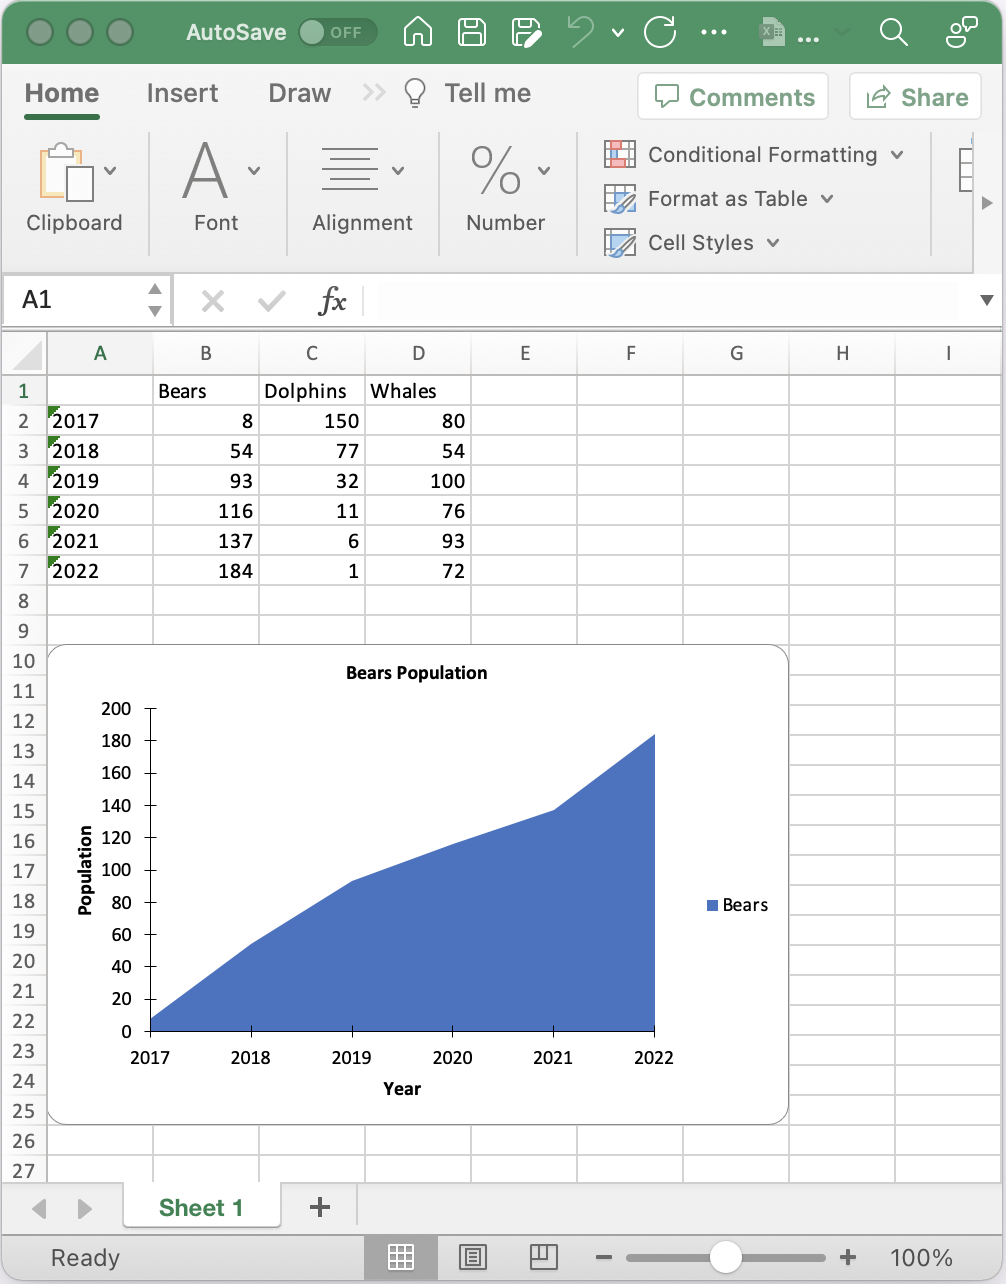 AutoSave OFF ... ...
Home Insert Draw Tell me Comments Share
Clipboard Font Alignment % Number
Conditional Formatting
Format as Table
Cell Styles
A1 fx
A B C D E F G H I
1 Bears Dolphins Whales
2 2017 8 150 80
3 2018 54 77 54
4 2019 93 32 100
5 2020 116 11 76
6 2021 137 6 93
7 2022 184 1 72
8
9
10
11
12
13
14
15
16
17
18
19
20
21
22
23
24
25
26
27
Bears Population
200
180
160
140
120
100
80
60
40
20
0
Population
2017 2018 2019 2020 2021 2022
Year
Bears
Sheet 1 +
Ready 100%